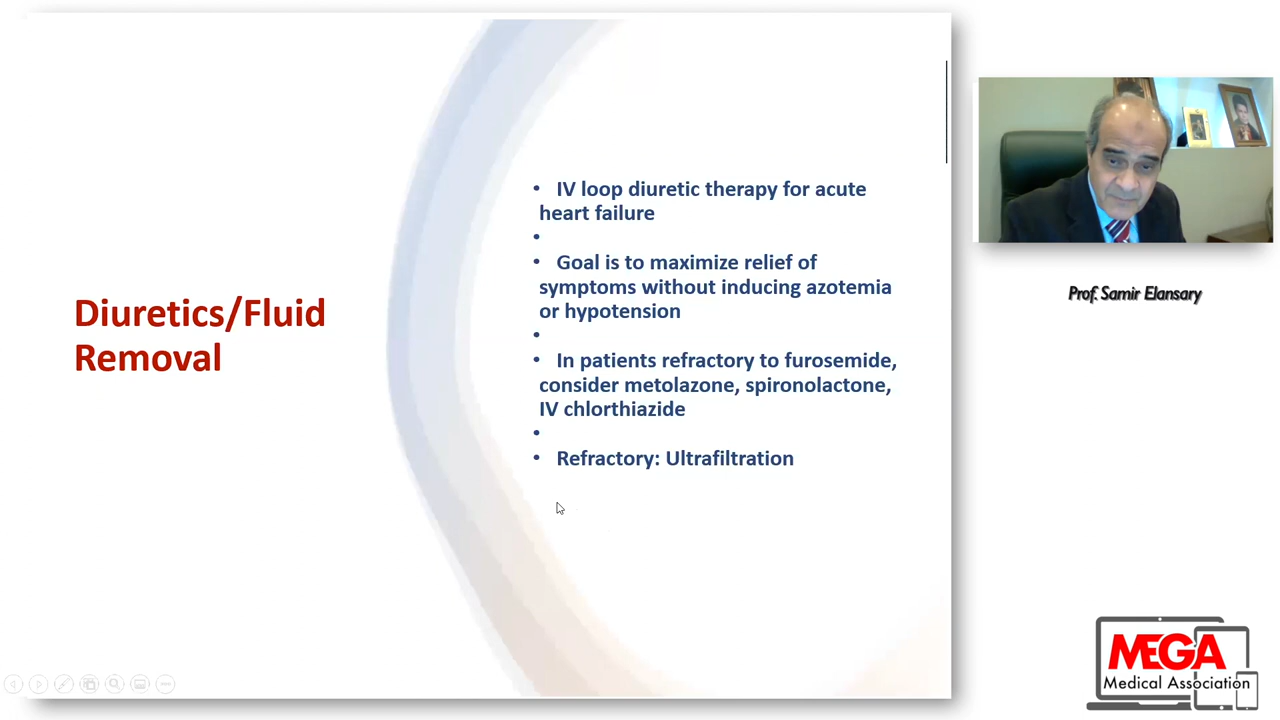 Diuretics/Fluid
Removal
• IV loop diuretic therapy for acute
heart failure
•
• Goal is to maximize relief of
symptoms without inducing azotemia
or hypotension
•
• In patients refractory to furosemide,
consider metolazone, spironolactone,
IV chlorthiazide
•
• Refractory: Ultrafiltration
Prof. Samir Elansary
MEGA
Medical Association